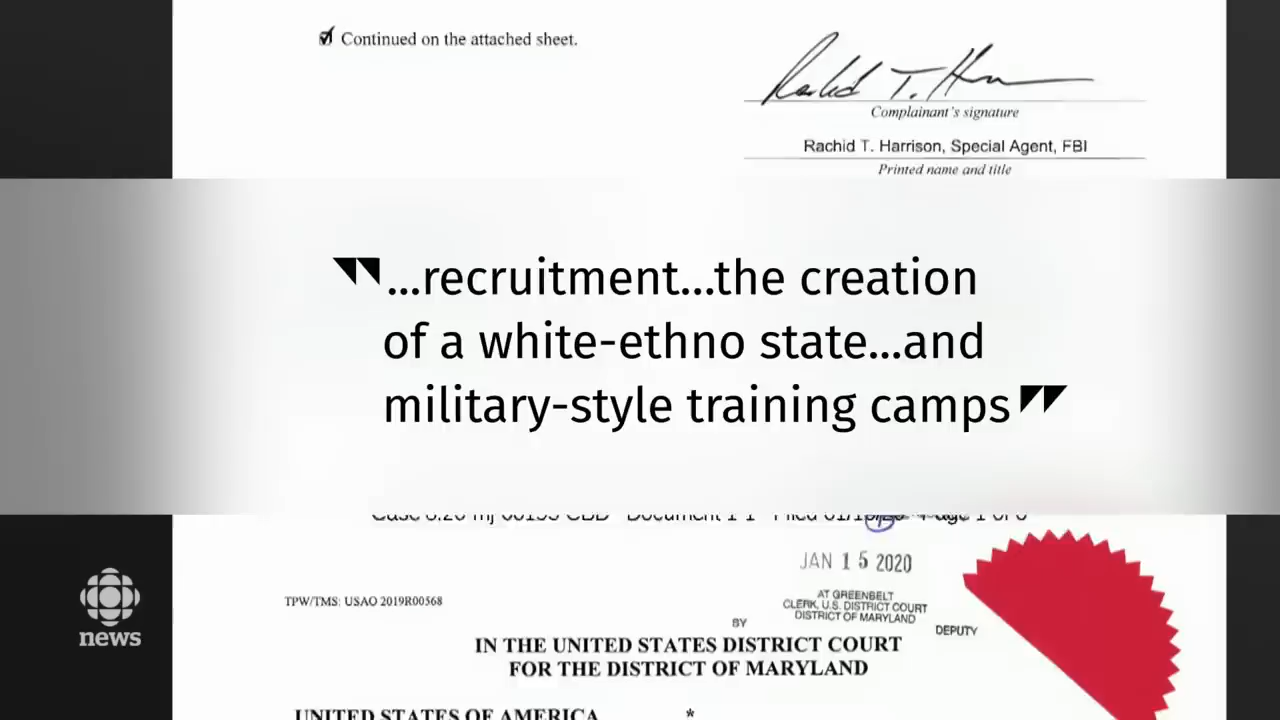 Continued on the attached sheet.
Complainant's signature
Rachid T. Harrison, Special Agent, FBI
Printed name and title
"...recruitment...the creation
of a white-ethno state...and
military-style training camps"
JAN 15 2020
TPW/TMS: USAO 2019R00568
AT GREENBELT
CLERK, U.S. DISTRICT COURT
DISTRICT OF MARYLAND
BY
DEPUTY
IN THE UNITED STATES DISTRICT COURT
FOR THE DISTRICT OF MARYLAND
UNITED STATES OF AMERICA *
news